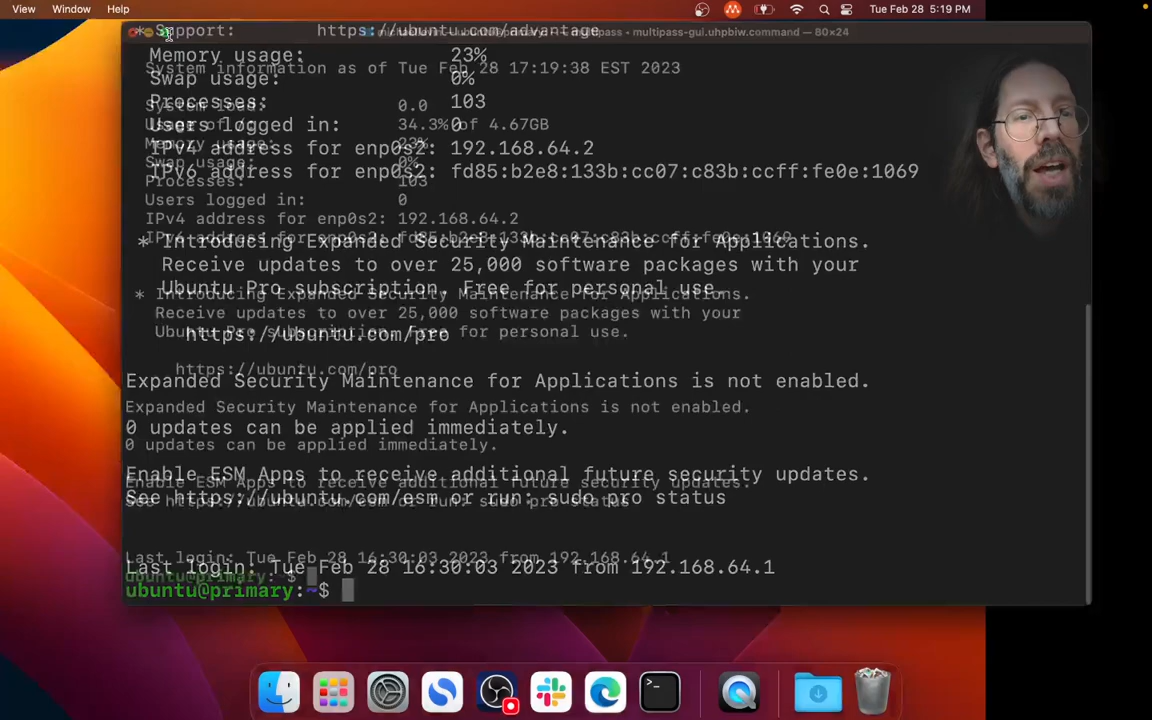 View Window Help
Tue Feb 28 5:19 PM
* Support: https://ubuntu.com/advantage
multipass-gui.uhpbiw.command — 80×24
Memory usage: 23%
System information as of Tue Feb 28 17:19:38 EST 2023
Swap usage: 0%
Processes: 103
System load: 0.0
Users logged in: 0
34.3% of 4.67GB
Memory usage: 23%
IPv4 address for enp0s2: 192.168.64.2
Swap usage: 0%
IPv6 address for enp0s2: fd85:b2e8:133b:cc07:c83b:ccff:fe0e:1069
Processes: 103
Users logged in: 0
IPv4 address for enp0s2: 192.168.64.2
IPv6 address for enp0s2: fd85:b2e8:133b:cc07:c83b:ccff:fe0e:1069
* Introducing Expanded Security Maintenance for Applications.
Receive updates to over 25,000 software packages with your
Ubuntu Pro subscription. Free for personal use.
* Introducing Expanded Security Maintenance for Applications.
Receive updates to over 25,000 software packages with your
Ubuntu Pro subscription. Free for personal use.
https://ubuntu.com/pro
https://ubuntu.com/pro
Expanded Security Maintenance for Applications is not enabled.
Expanded Security Maintenance for Applications is not enabled.
0 updates can be applied immediately.
0 updates can be applied immediately.
Enable ESM Apps to receive additional future security updates.
Enable ESM Apps to receive additional future security updates.
See https://ubuntu.com/esm or run: sudo pro status
See https://ubuntu.com/esm or run: sudo pro status
Last login: Tue Feb 28 16:30:03 2023 from 192.168.64.1
Last login: Tue Feb 28 16:30:03 2023 from 192.168.64.1
ubuntu@primary:~$
ubuntu@primary:~$